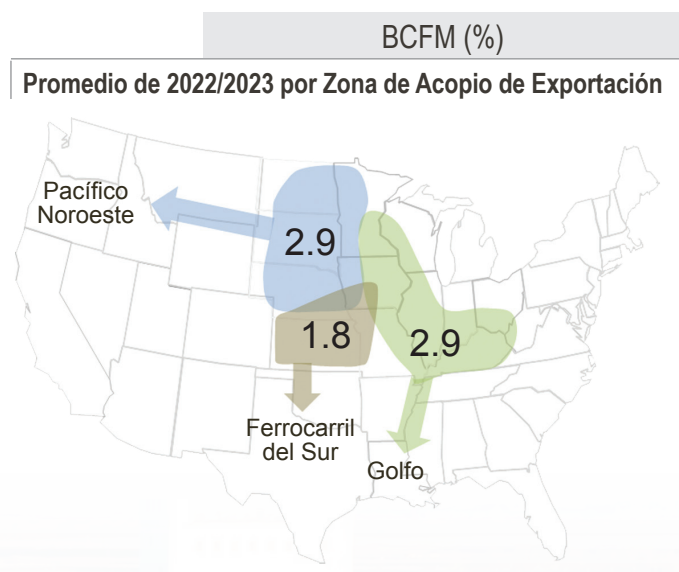 BCFM (%)
Promedio de 2022/2023 por Zona de Acopio de Exportación
Pacífico
Noroeste
2.9
1.8
2.9
Ferrocarril
del Sur
Golfo